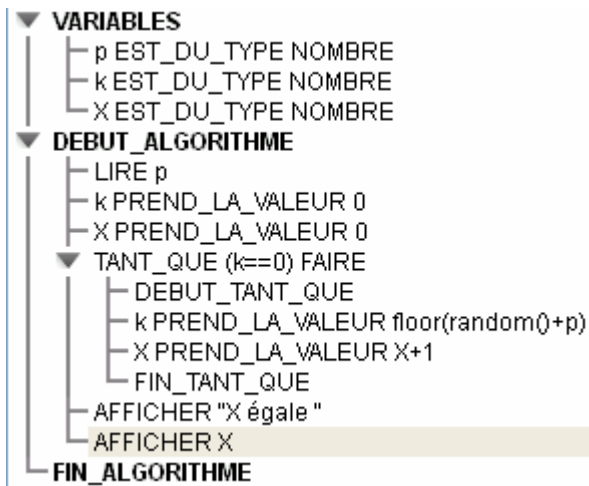 VARIABLES
p EST_DU_TYPE NOMBRE
k EST_DU_TYPE NOMBRE
X EST_DU_TYPE NOMBRE
DEBUT_ALGORITHME
LIRE p
k PREND_LA_VALEUR 0
X PREND_LA_VALEUR 0
TANT_QUE (k==0) FAIRE
DEBUT_TANT_QUE
k PREND_LA_VALEUR floor(random()+p)
X PREND_LA_VALEUR X+1
FIN_TANT_QUE
AFFICHER "X égale "
AFFICHER X
FIN_ALGORITHME